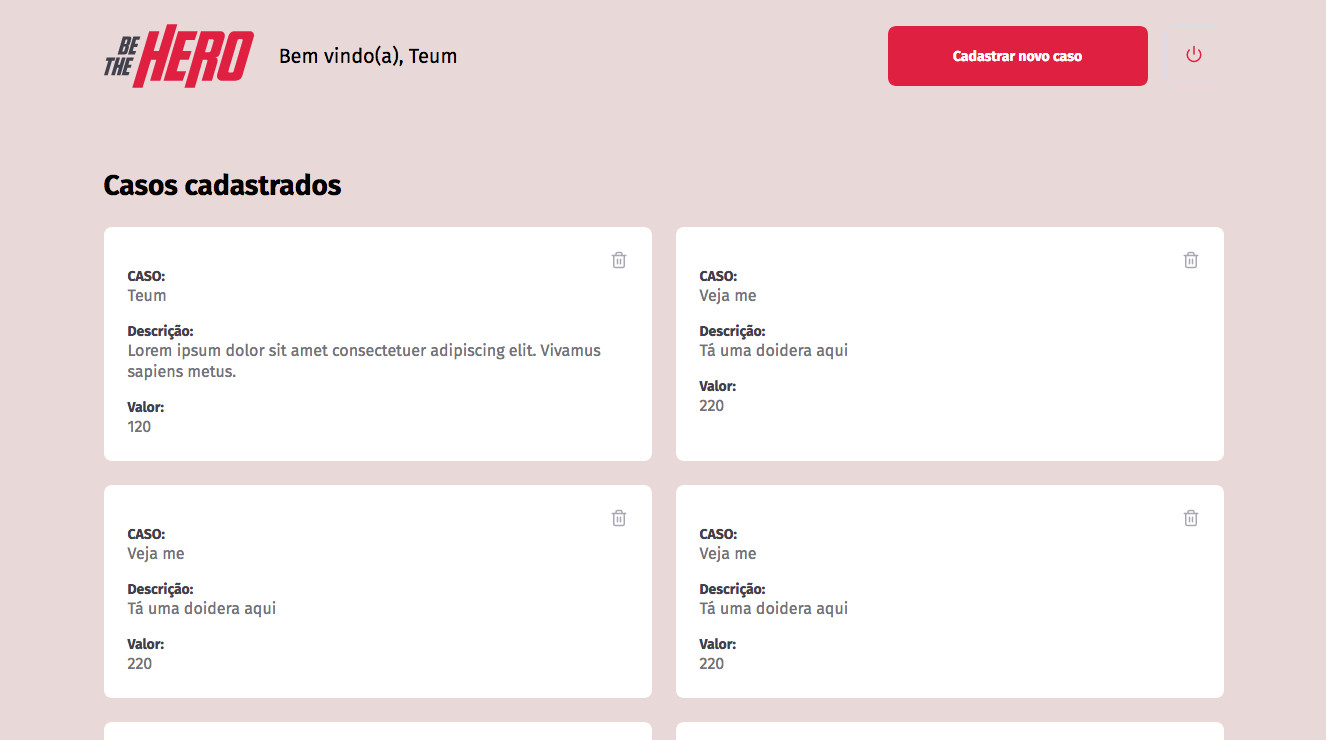 BE
THE
HERO
Bem vindo(a), Teum
Cadastrar novo caso
Casos cadastrados
CASO:
Teum
Descrição:
Lorem ipsum dolor sit amet consectetuer adipiscing elit. Vivamus
sapiens metus.
Valor:
120
CASO:
Veja me
Descrição:
Tá uma doidera aqui
Valor:
220
CASO:
Veja me
Descrição:
Tá uma doidera aqui
Valor:
220
CASO:
Veja me
Descrição:
Tá uma doidera aqui
Valor:
220